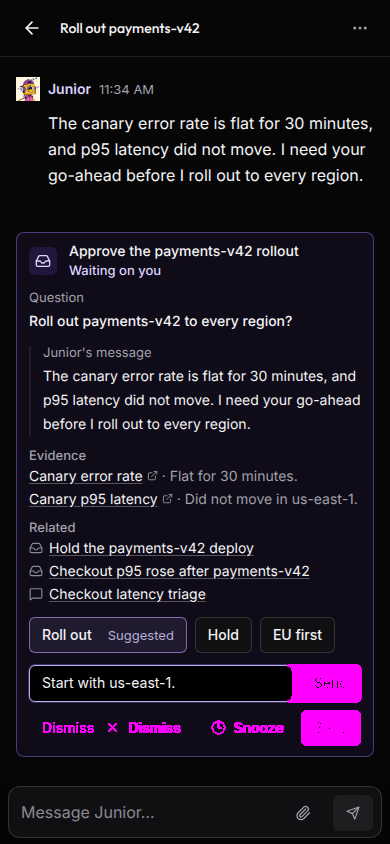 Roll out payments-v42
Junior 11:34 AM
The canary error rate is flat for 30 minutes,
and p95 latency did not move. I need your
go-ahead before I roll out to every region.
Approve the payments-v42 rollout
Waiting on you
Question
Roll out payments-v42 to every region?
Junior's message
The canary error rate is flat for 30 minutes, and
p95 latency did not move. I need your go-ahead
before I roll out to every region.
Evidence
Canary error rate · Flat for 30 minutes.
Canary p95 latency · Did not move in us-east-1.
Related
Hold the payments-v42 deploy
Checkout p95 rose after payments-v42
Checkout latency triage
Roll out Suggested Hold EU first
Start with us-east-1. Send
Dismiss Dismiss Snooze
Message Junior...